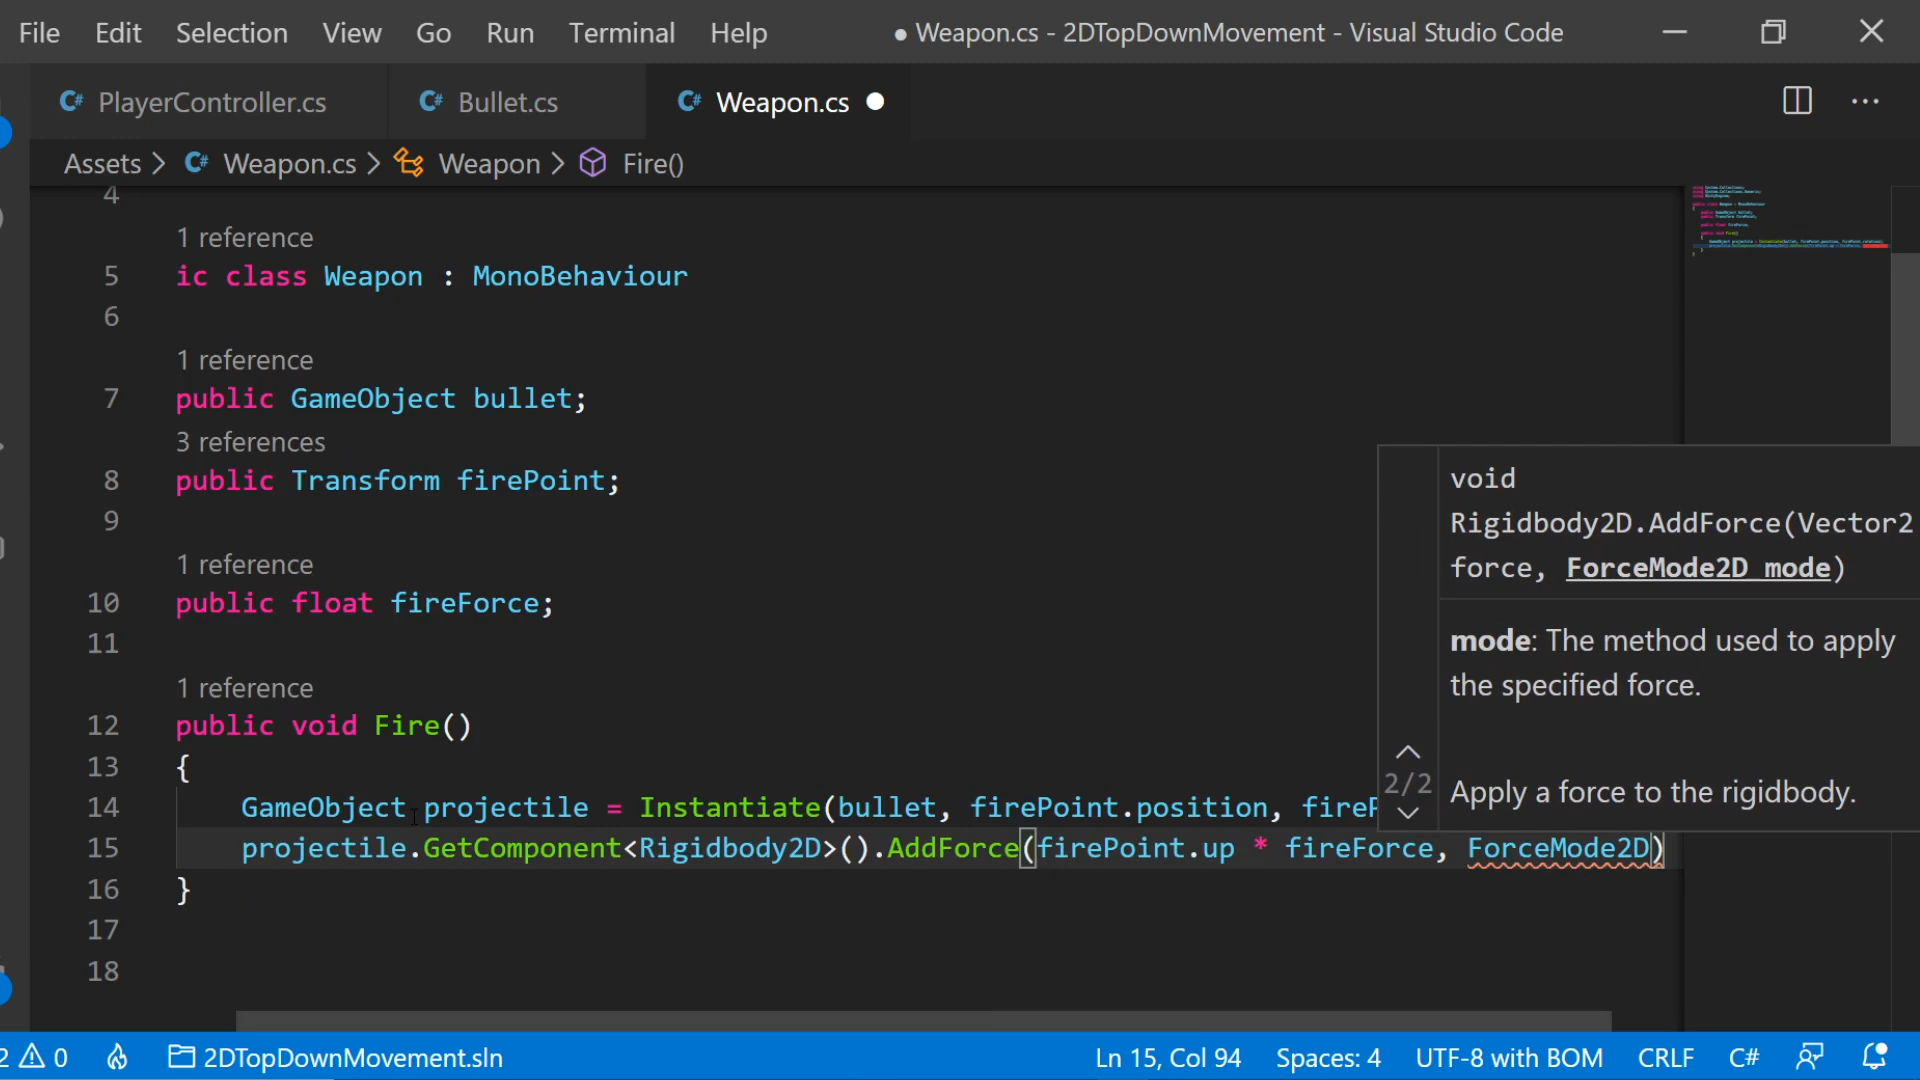 File Edit Selection View Go Run Terminal Help ● Weapon.cs - 2DTopDownMovement - Visual Studio Code
C# PlayerController.cs C# Bullet.cs C# Weapon.cs ● ...
Assets > C# Weapon.cs > Weapon > Fire()
4
1 reference
5 ic class Weapon : MonoBehaviour
6
1 reference
7 public GameObject bullet;
3 references
8 public Transform firePoint;
9
1 reference
10 public float fireForce;
11
1 reference
12 public void Fire()
13 {
14 GameObject projectile = Instantiate(bullet, firePoint.position, fireP
15 projectile.GetComponent<Rigidbody2D>().AddForce(firePoint.up * fireForce, ForceMode2D)
16 }
17
18
void
Rigidbody2D.AddForce(Vector2
force, ForceMode2D mode)
mode: The method used to apply
the specified force.
2/2 Apply a force to the rigidbody.
2 0 2DTopDownMovement.sln Ln 15, Col 94 Spaces: 4 UTF-8 with BOM CRLF C#